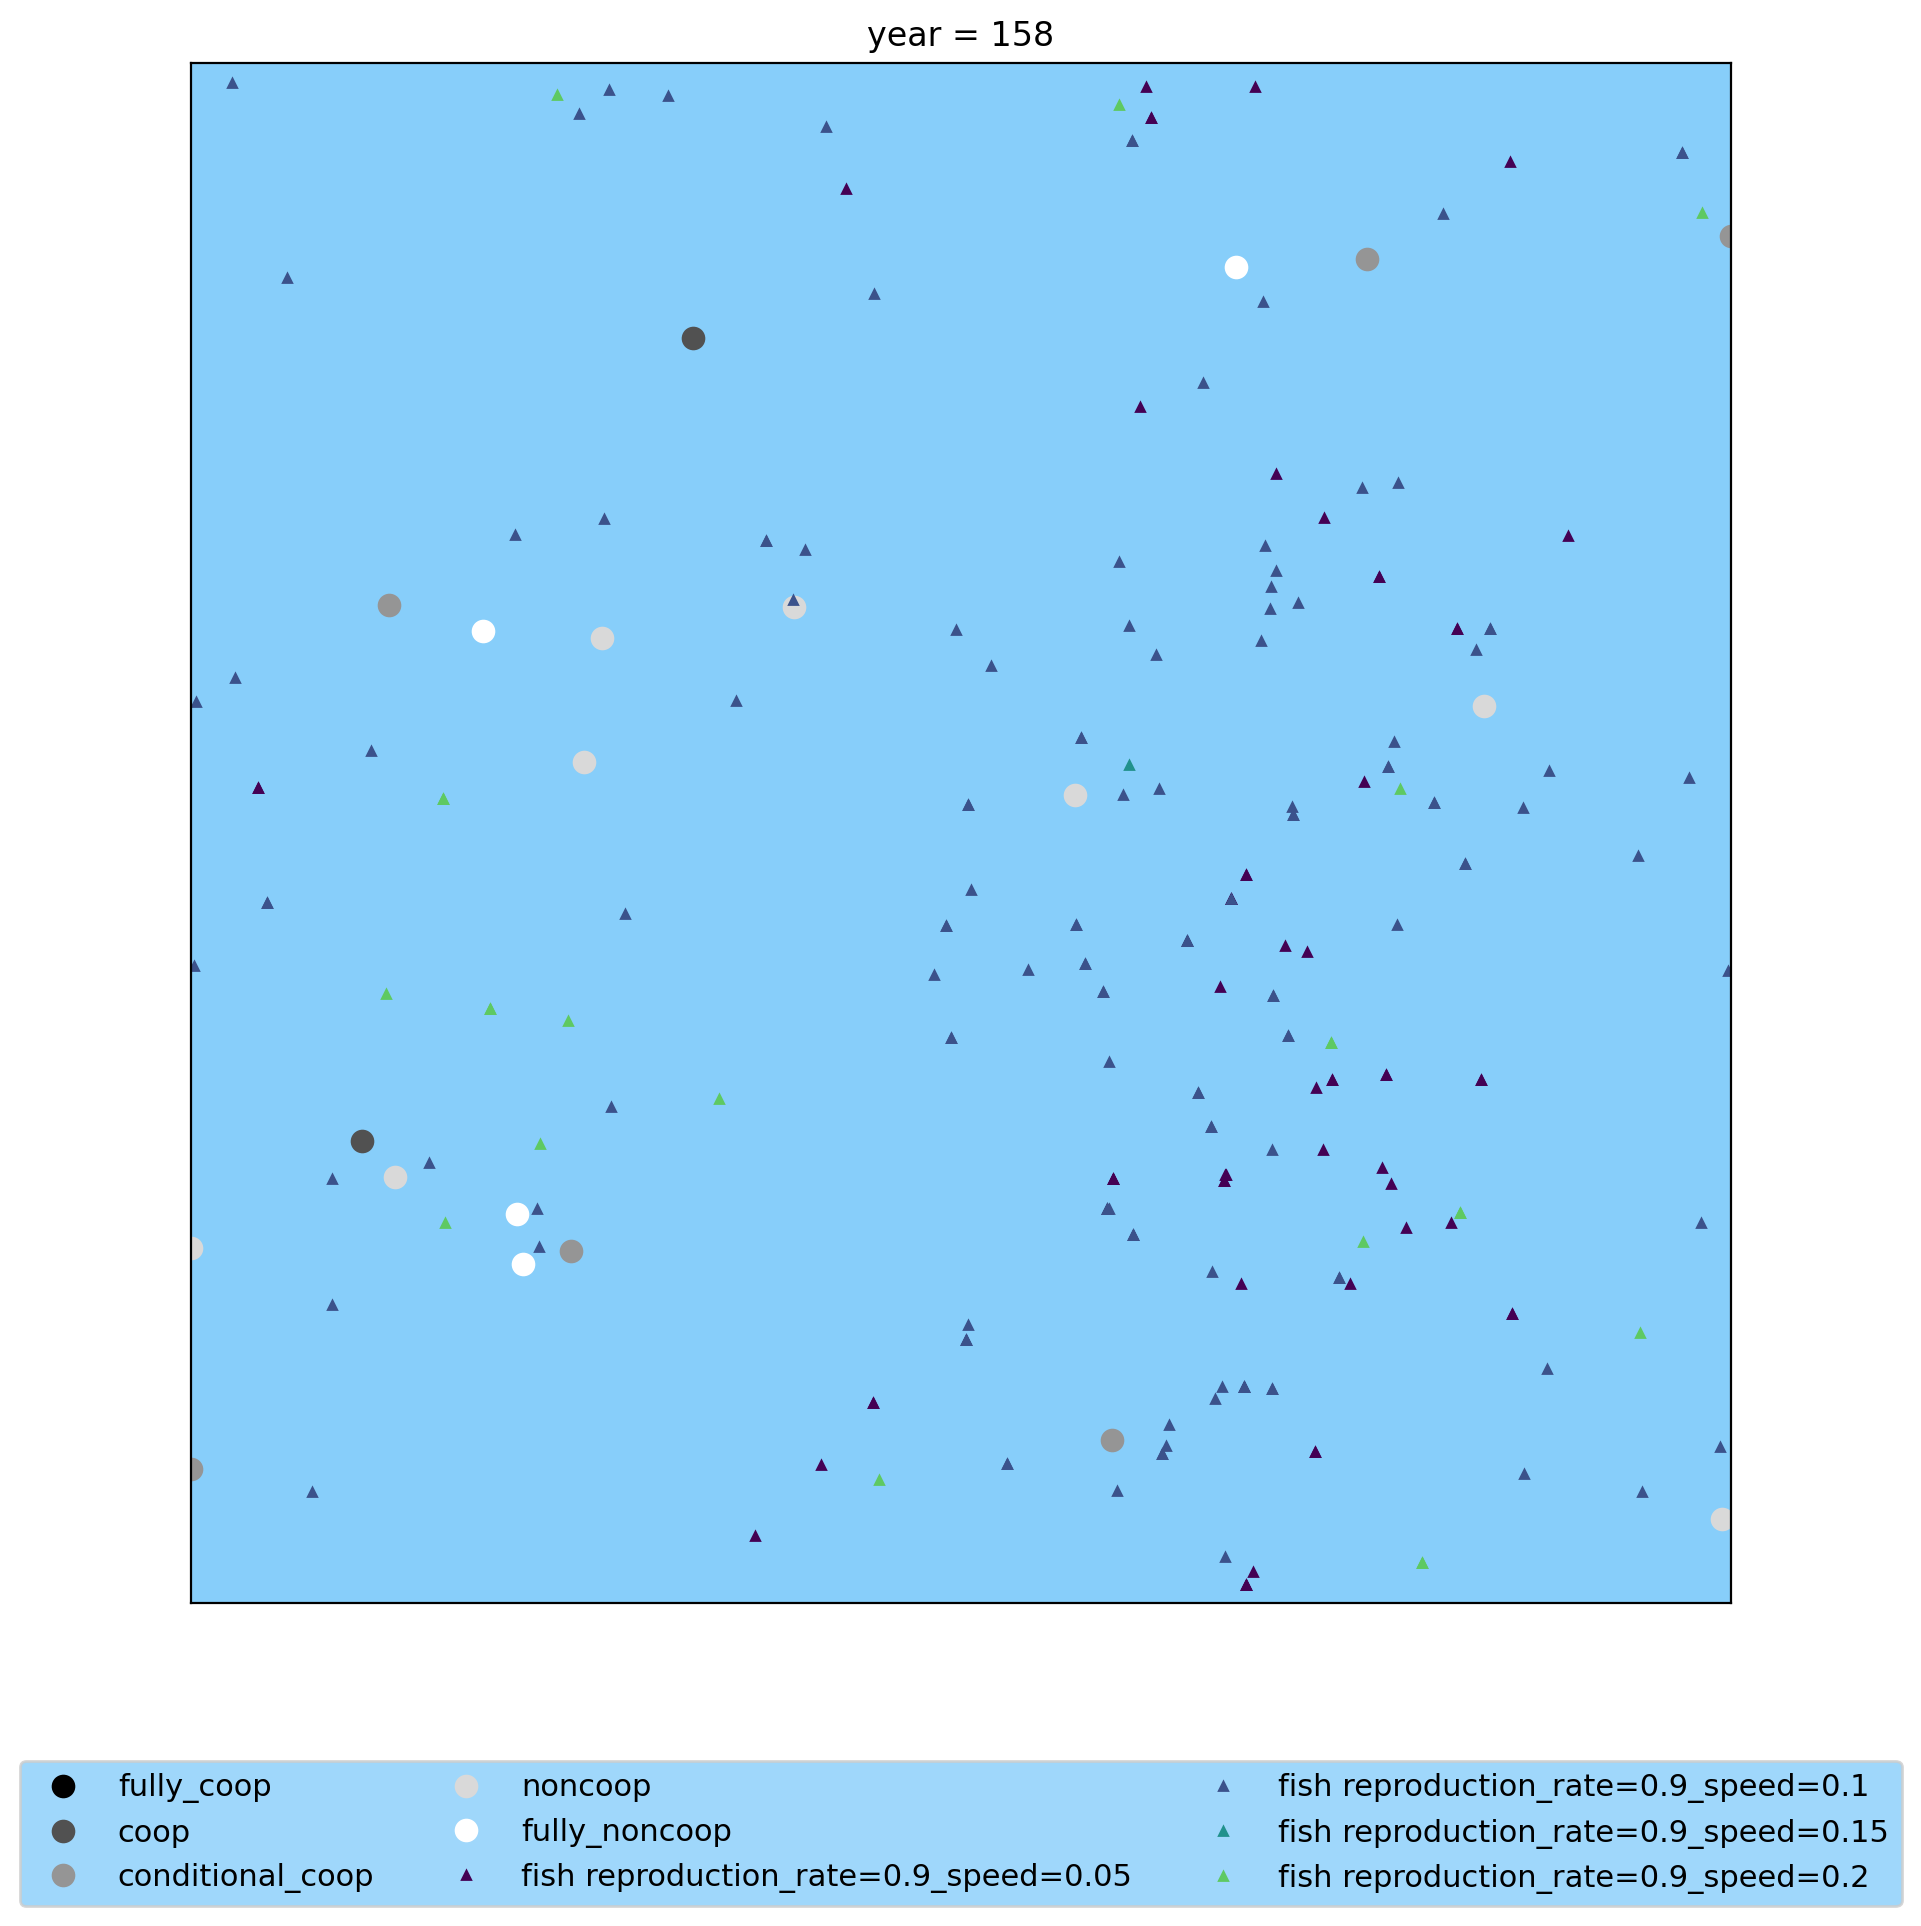 year = 158
fully_coop
coop
conditional_coop
noncoop
fully_noncoop
fish reproduction_rate=0.9_speed=0.05
fish reproduction_rate=0.9_speed=0.1
fish reproduction_rate=0.9_speed=0.15
fish reproduction_rate=0.9_speed=0.2